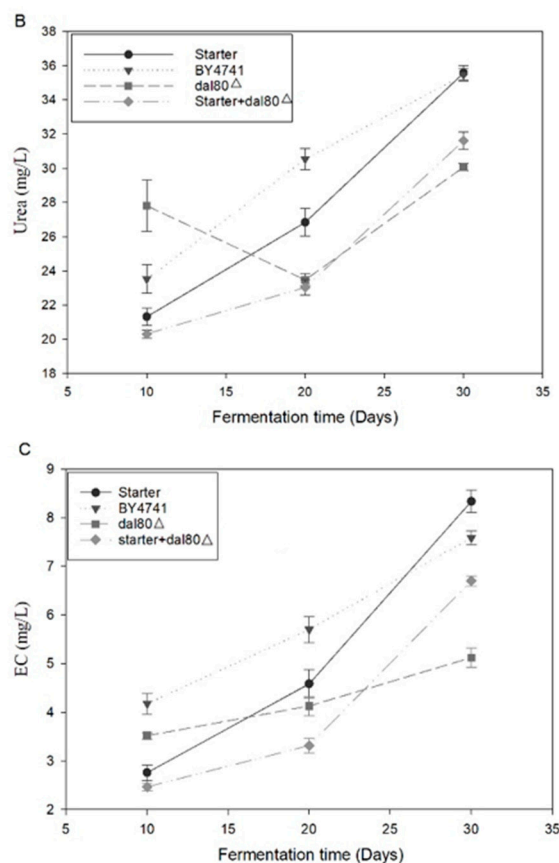 B
Starter
BY4741
dal80△
Starter+dal80△
Urea (mg/L)
38
36
34
32
30
28
26
24
22
20
18
5 10 15 20 25 30 35
Fermentation time (Days)
C
Starter
BY4741
dal80△
starter+dal80△
EC (mg/L)
9
8
7
6
5
4
3
2
5 10 15 20 25 30 35
Fermentation time (Days)